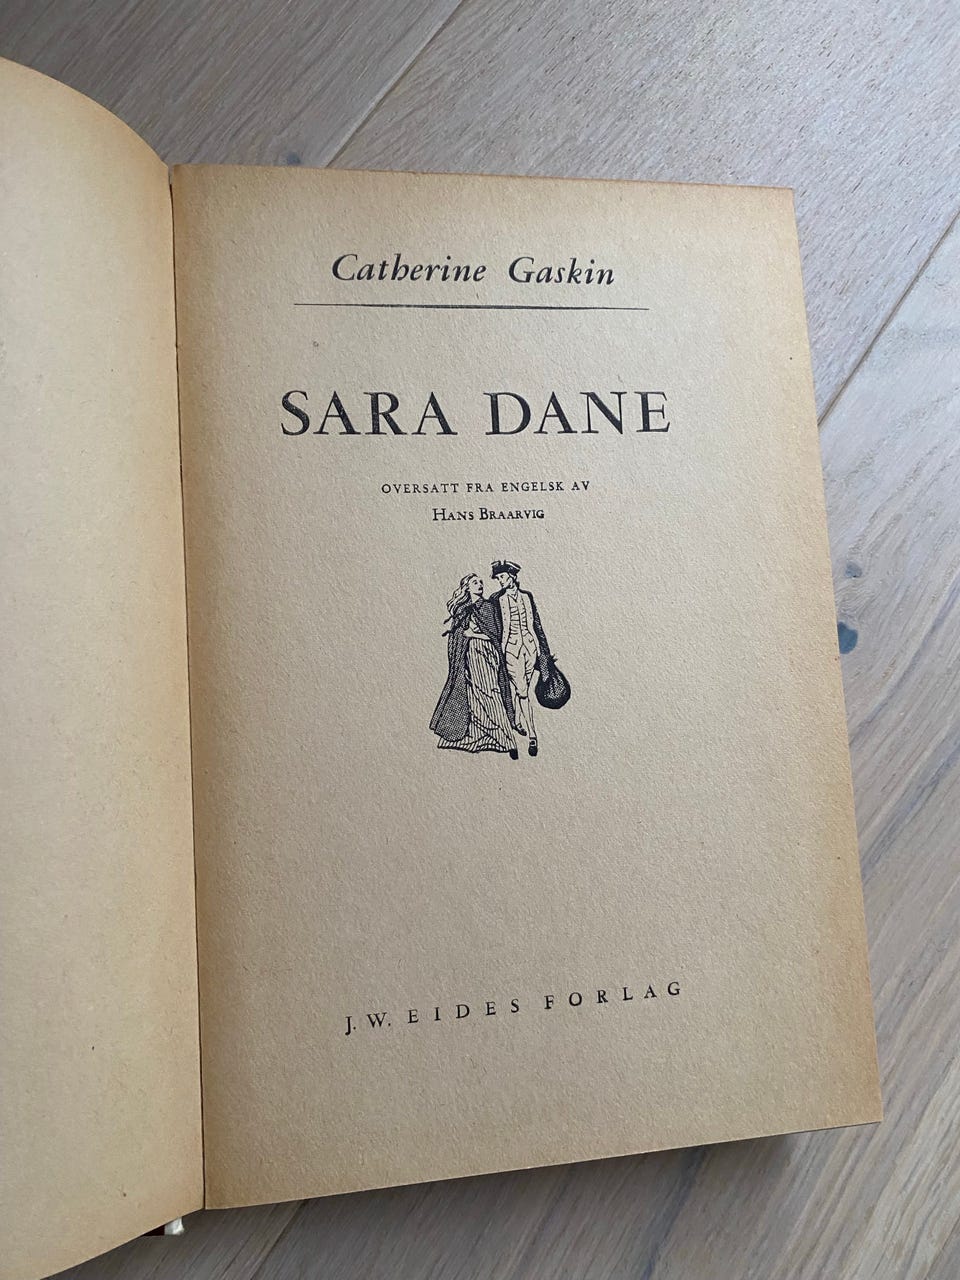 Catherine Gaskin
SARA DANE
OVERSATT FRA ENGELSK AV
HANS BRAARVIG
J. W. EIDES FORLAG